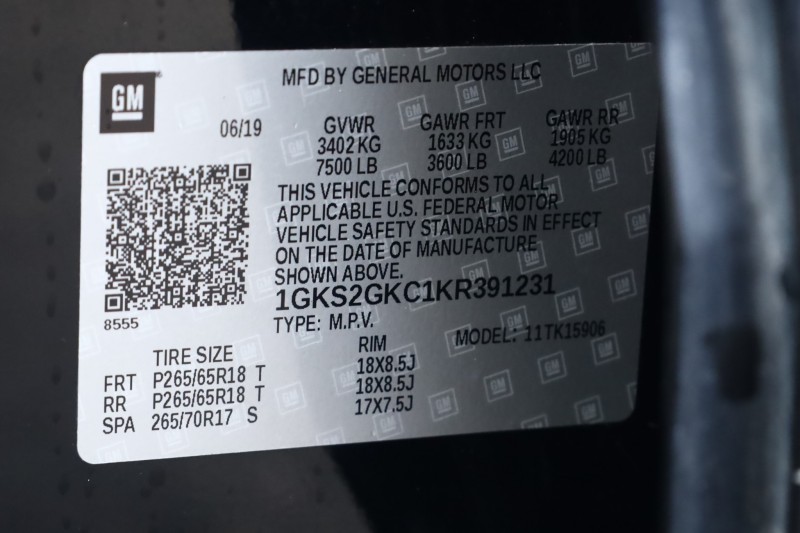 GM
MFD BY GENERAL MOTORS LLC
06/19 GVWR GAWR FRT GAWR RR
3402 KG 1633 KG 1905 KG
7500 LB 3600 LB 4200 LB
THIS VEHICLE CONFORMS TO ALL
APPLICABLE U.S. FEDERAL MOTOR
VEHICLE SAFETY STANDARDS IN EFFECT
ON THE DATE OF MANUFACTURE
SHOWN ABOVE.
1GKS2GKC1KR391231
8555
TYPE: M.P.V. MODEL: 11TK15906
TIRE SIZE RIM
FRT P265/65R18 T 18X8.5J
RR P265/65R18 T 18X8.5J
SPA 265/70R17 S 17X7.5J